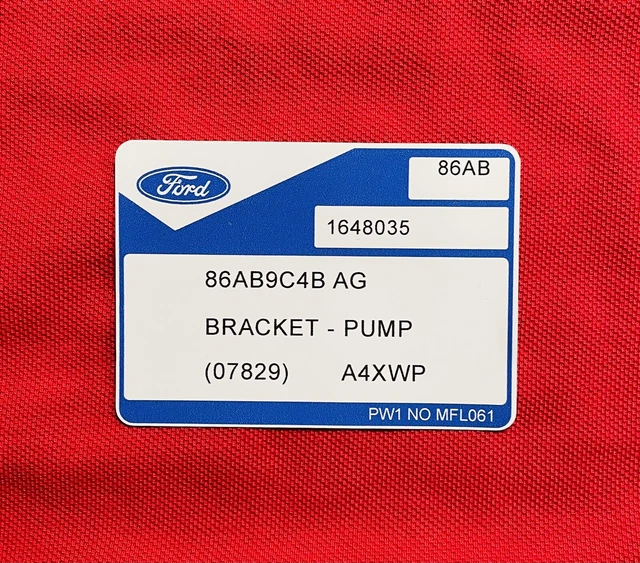 Ford
86AB
1648035
86AB9C4B AG
BRACKET - PUMP
(07829) A4XWP
PW1 NO MFL061